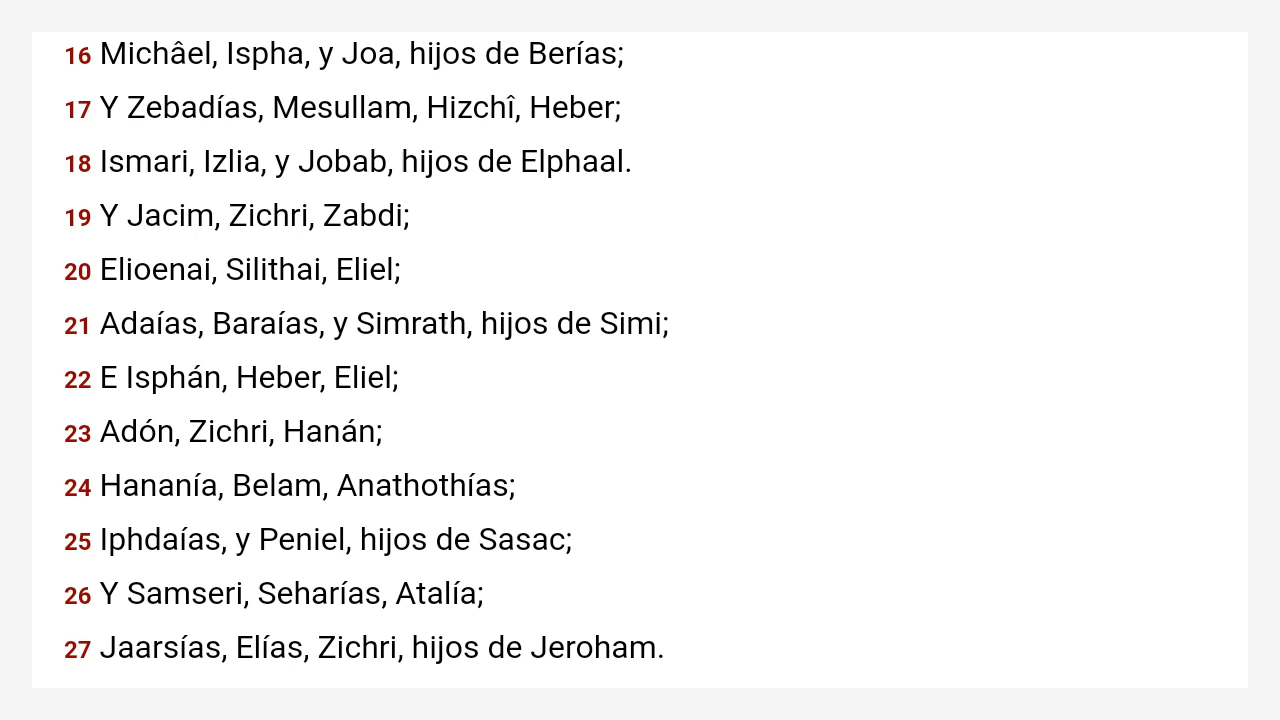 16 Michâel, Ispha, y Joa, hijos de Berías;
17 Y Zebadías, Mesullam, Hizchî, Heber;
18 Ismari, Izlia, y Jobab, hijos de Elphaal.
19 Y Jacim, Zichri, Zabdi;
20 Elioenai, Silithai, Eliel;
21 Adaías, Baraías, y Simrath, hijos de Simi;
22 E Isphán, Heber, Eliel;
23 Adón, Zichri, Hanán;
24 Hananía, Belam, Anathothías;
25 Iphdaías, y Peniel, hijos de Sasac;
26 Y Samseri, Seharías, Atalía;
27 Jaarsías, Elías, Zichri, hijos de Jeroham.